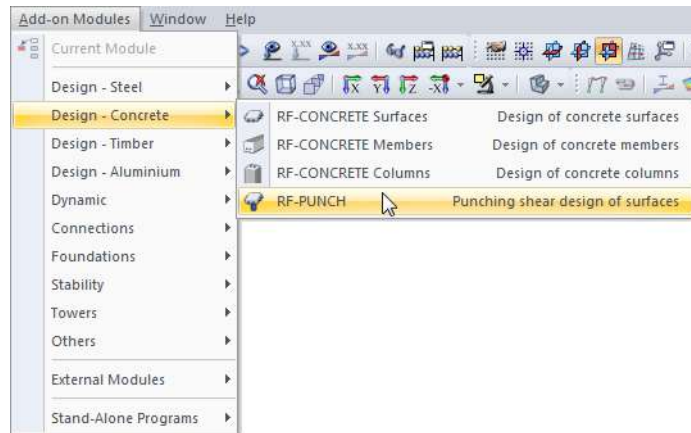 Add-on Modules Window Help
Current Module
Design - Steel
Design - Concrete
Design - Timber
Design - Aluminium
Dynamic
Connections
Foundations
Stability
Towers
Others
External Modules
Stand-Alone Programs
RF-CONCRETE Surfaces Design of concrete surfaces
RF-CONCRETE Members Design of concrete members
RF-CONCRETE Columns Design of concrete columns
RF-PUNCH Punching shear design of surfaces